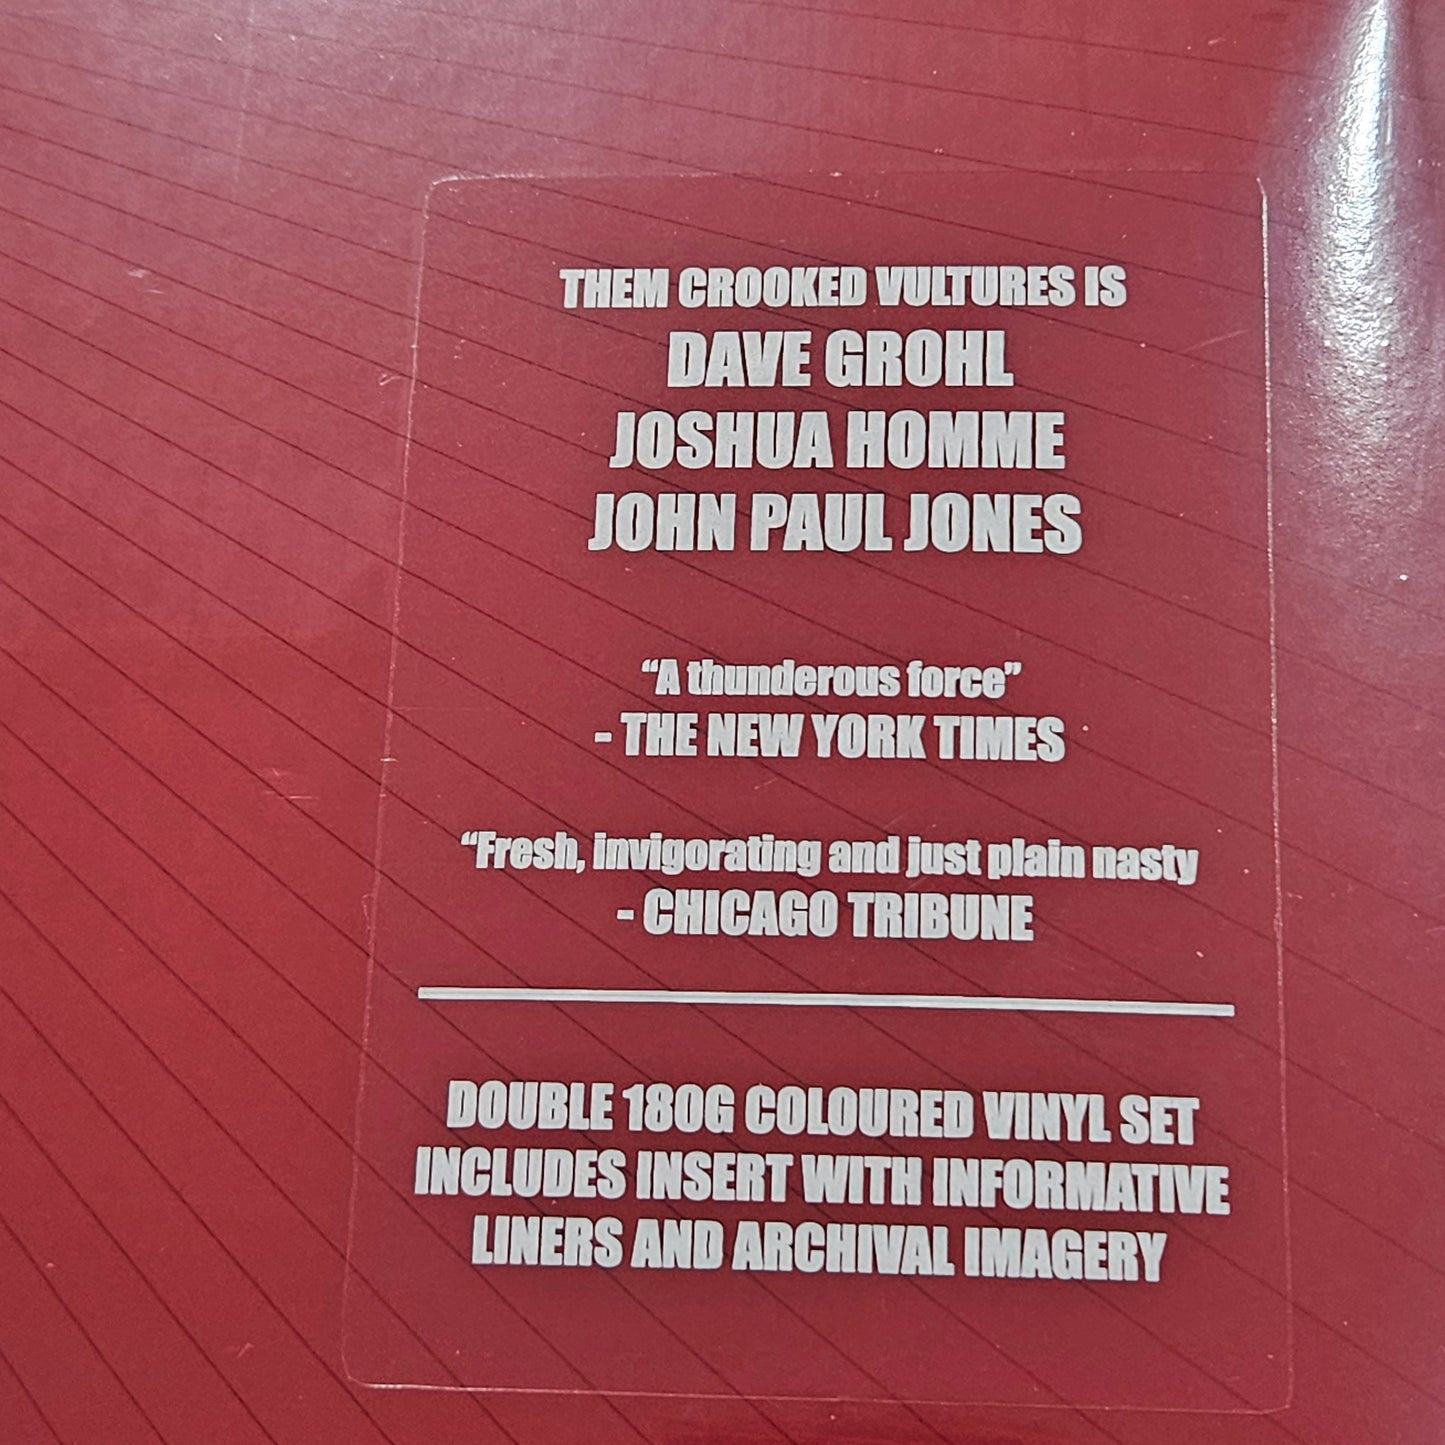 THEM CROOKED VULTURES IS
DAVE GROHL
JOSHUA HOMME
JOHN PAUL JONES
“A thunderous force”
- THE NEW YORK TIMES
“Fresh, invigorating and just plain nasty
- CHICAGO TRIBUNE
DOUBLE 180G COLOURED VINYL SET
INCLUDES INSERT WITH INFORMATIVE
LINERS AND ARCHIVAL IMAGERY